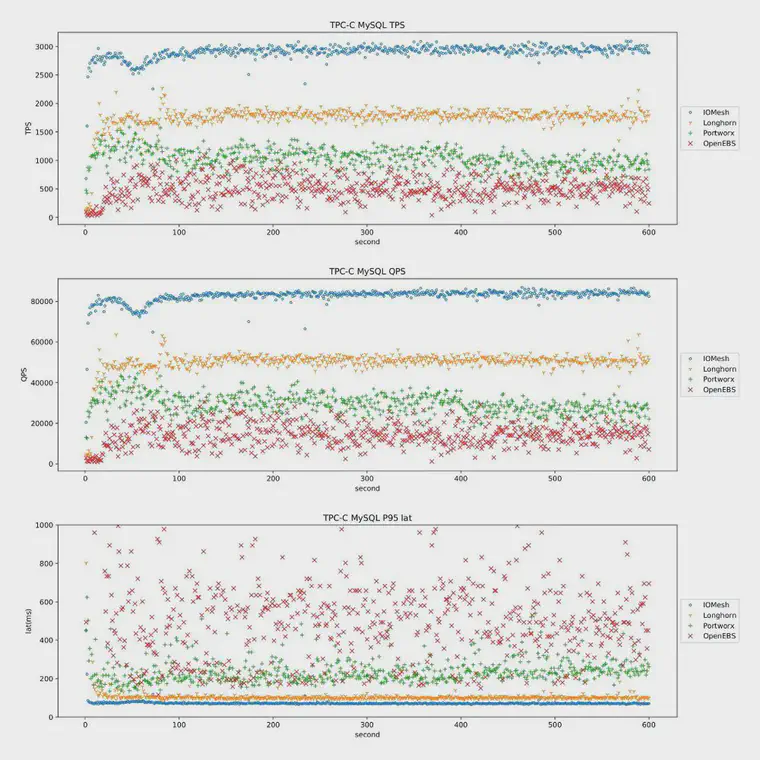 TPC-C MySQL TPS
3000
2500
2000
1500
1000
500
0
TPS
0 100 200 300 400 500 600
second
IOMesh
Longhorn
Portworx
OpenEBS
TPC-C MySQL QPS
80000
60000
40000
20000
0
QPS
0 100 200 300 400 500 600
second
IOMesh
Longhorn
Portworx
OpenEBS
TPC-C MySQL P95 lat
1000
800
600
400
200
0
lat(ms)
0 100 200 300 400 500 600
second
IOMesh
Longhorn
Portworx
OpenEBS